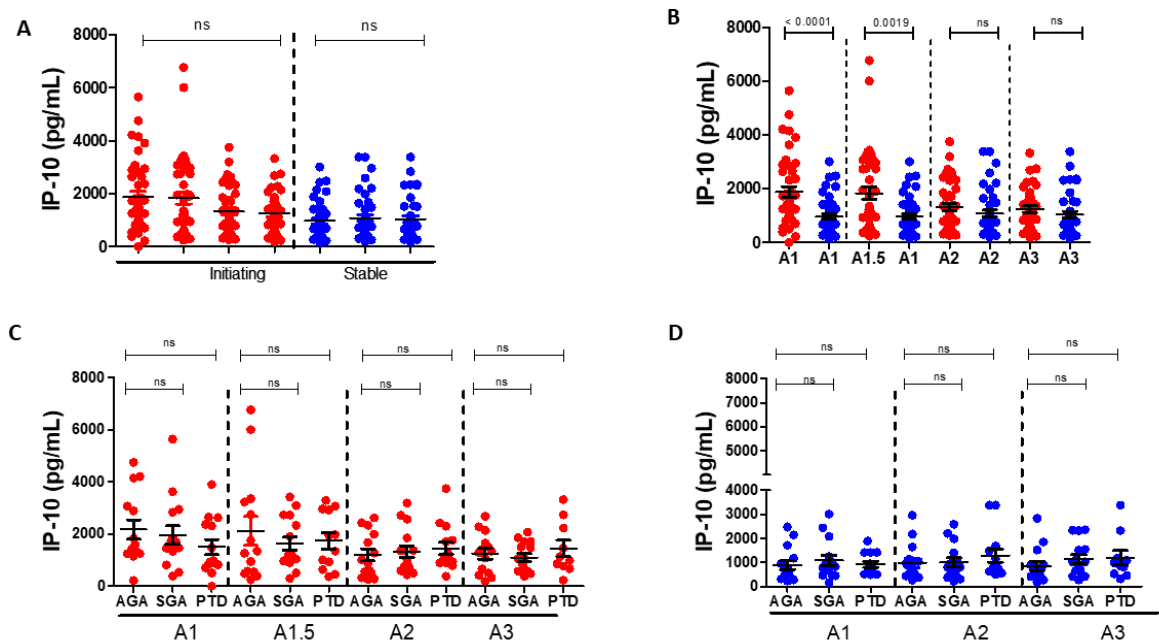 A
ns
ns
8000
6000
4000
2000
0
IP-10 (pg/mL)
Initiating
Stable
B
< 0.0001
0.0019
ns
ns
8000
6000
4000
2000
0
IP-10 (pg/mL)
A1 A1 A1.5 A1 A2 A2 A3 A3
C
ns ns ns ns
ns ns ns ns
8000
6000
4000
2000
0
IP-10 (pg/mL)
AGA SGA PTD AGA SGA PTD AGA SGA PTD AGA SGA PTD
A1 A1.5 A2 A3
D
ns ns ns
ns ns ns
8000
7000
6000
5000
4000
3000
2000
1000
0
IP-10 (pg/mL)
AGA SGA PTD AGA SGA PTD AGA SGA PTD
A1 A2 A3